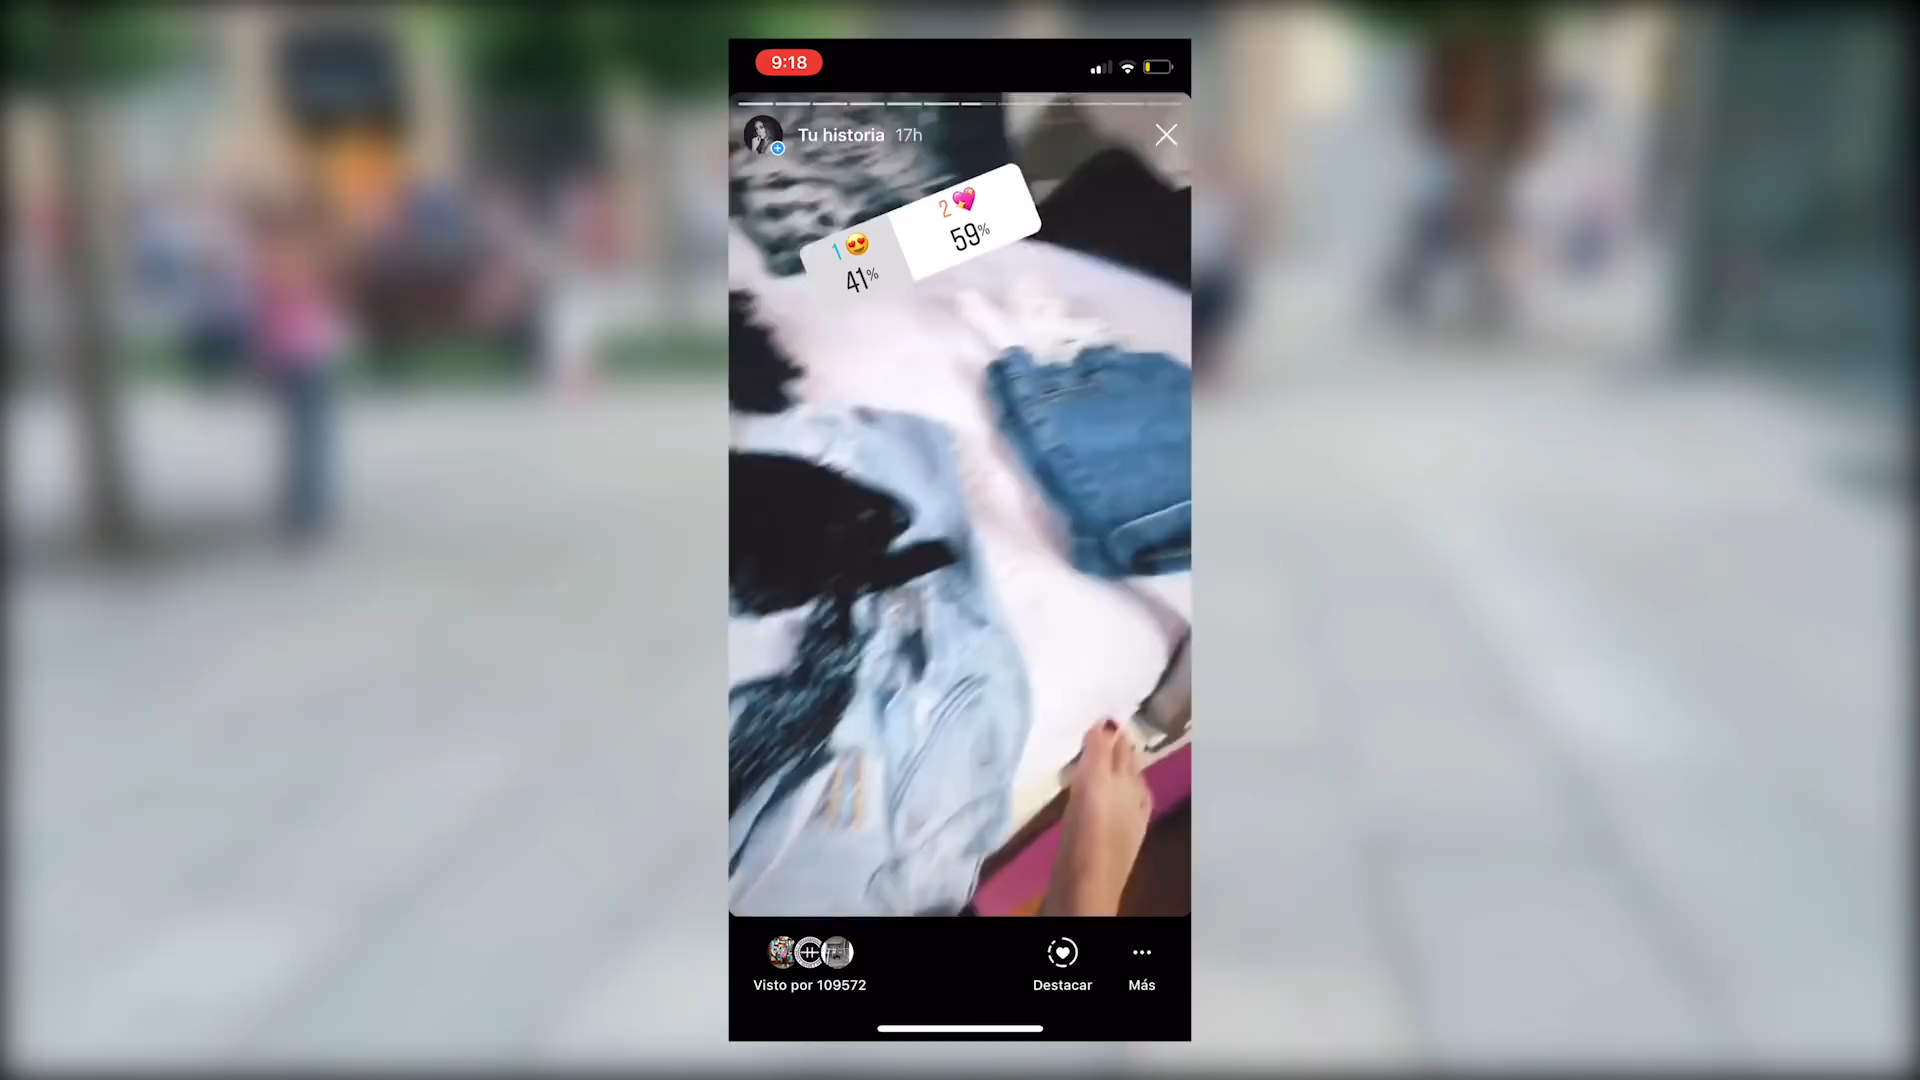 9:18
Tu historia 17h
2💖
59%
1😍
41%
Visto por 109572
Destacar
Más